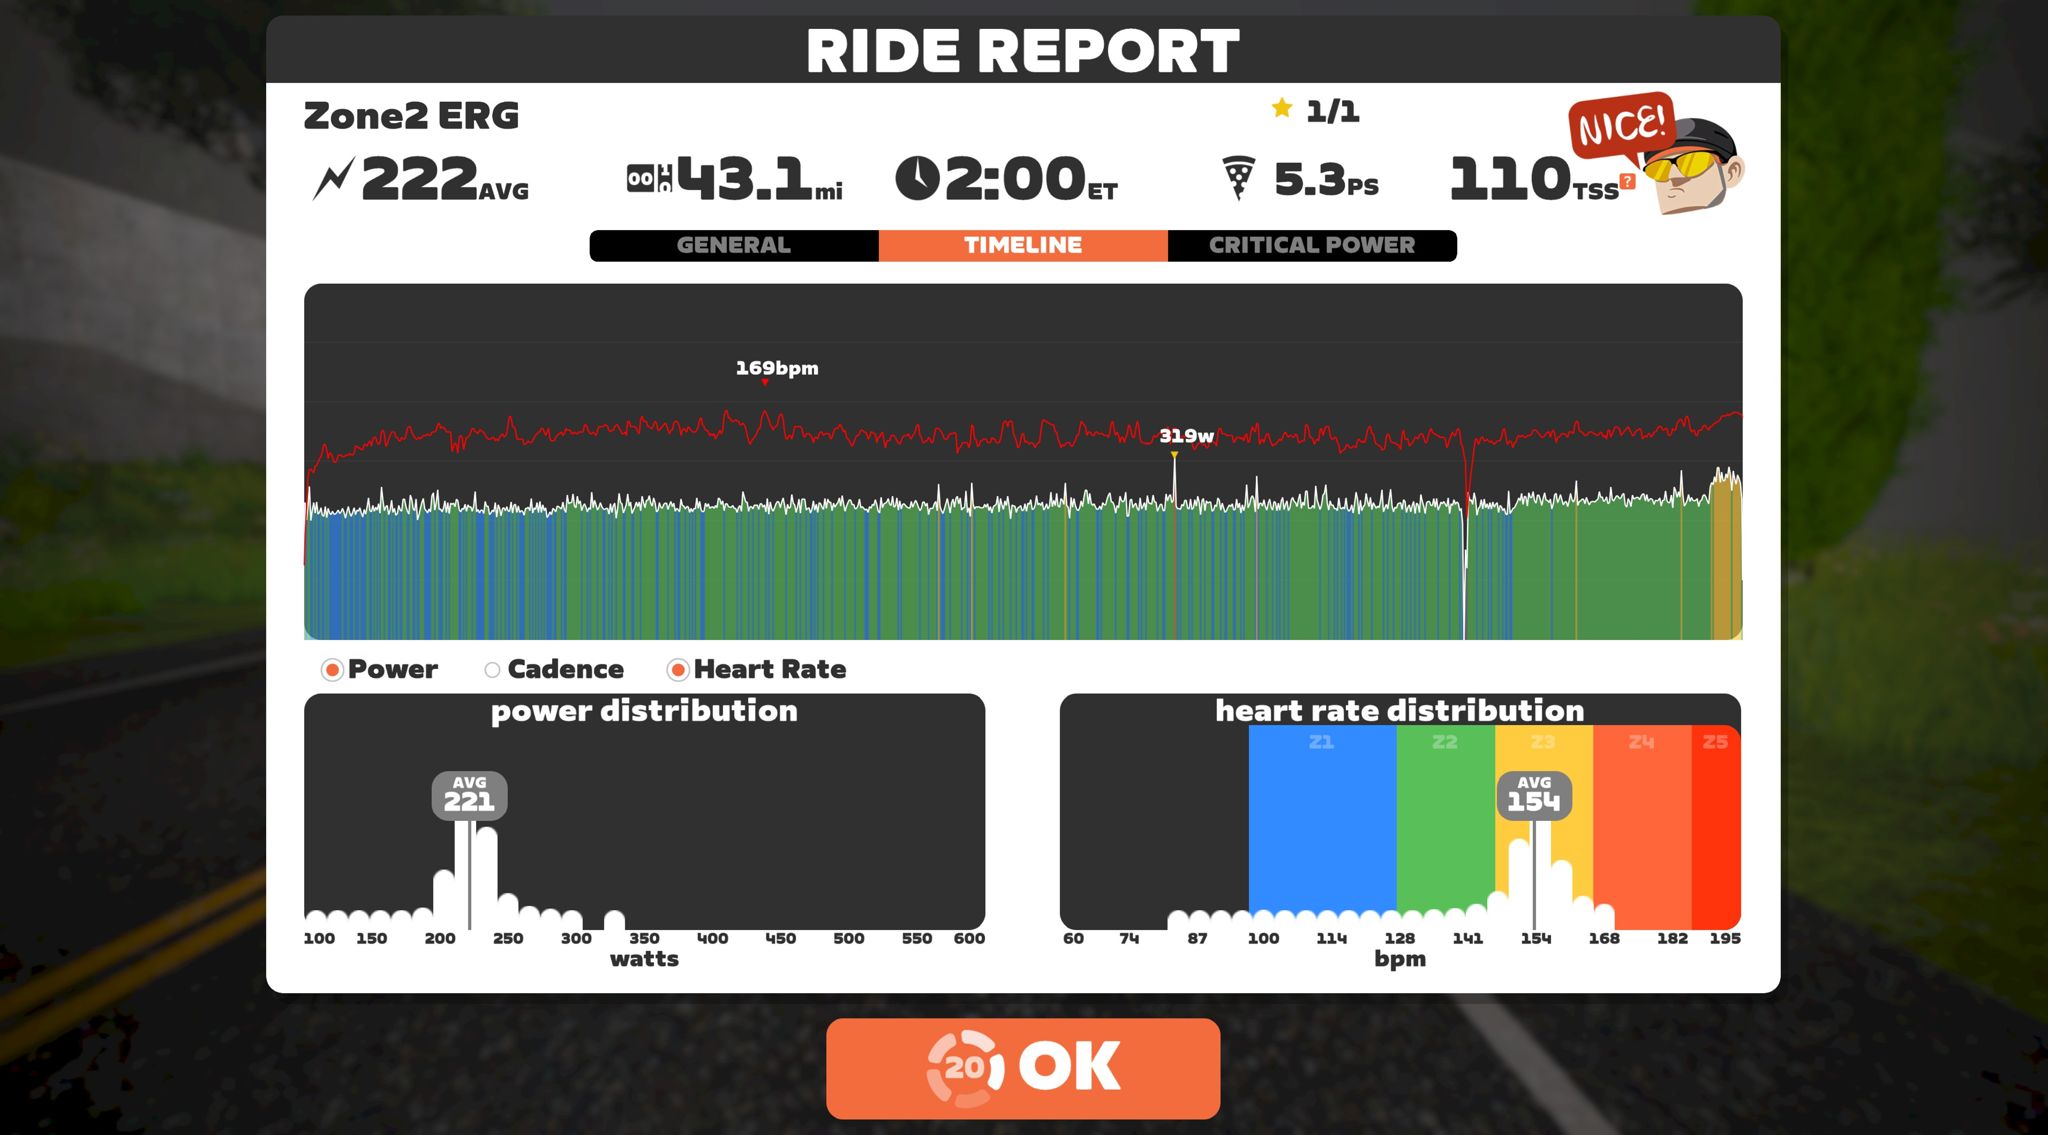 RIDE REPORT
Zone2 ERG
1/1
NICE!
222AVG
43.1mi
2:00ET
5.3PS
110TSS?
GENERAL
TIMELINE
CRITICAL POWER
169bpm
319w
Power
Cadence
Heart Rate
power distribution
AVG
221
100 150 200 250 300 350 400 450 500 550 600
watts
heart rate distribution
Z1 Z2 Z3 Z4 Z5
AVG
154
60 74 87 100 114 128 141 154 168 182 195
bpm
20 OK